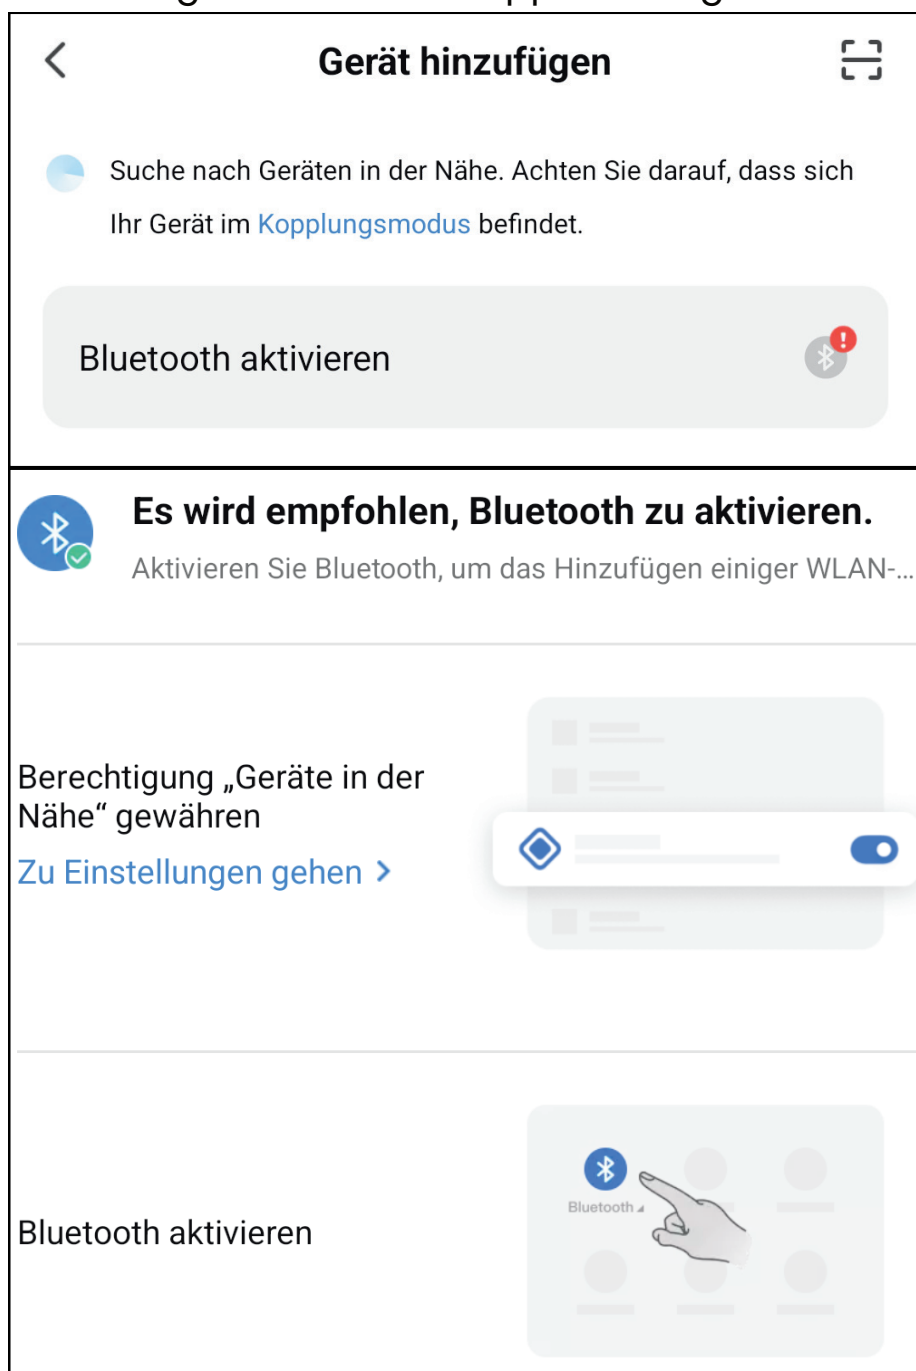 Gerät hinzufügen
Suche nach Geräten in der Nähe. Achten Sie darauf, dass sich
Ihr Gerät im Kopplungsmodus befindet.
Bluetooth aktivieren
Es wird empfohlen, Bluetooth zu aktivieren.
Aktivieren Sie Bluetooth, um das Hinzufügen einiger WLAN-...
Berechtigung „Geräte in der
Nähe“ gewähren
Zu Einstellungen gehen >
Bluetooth
Bluetooth aktivieren